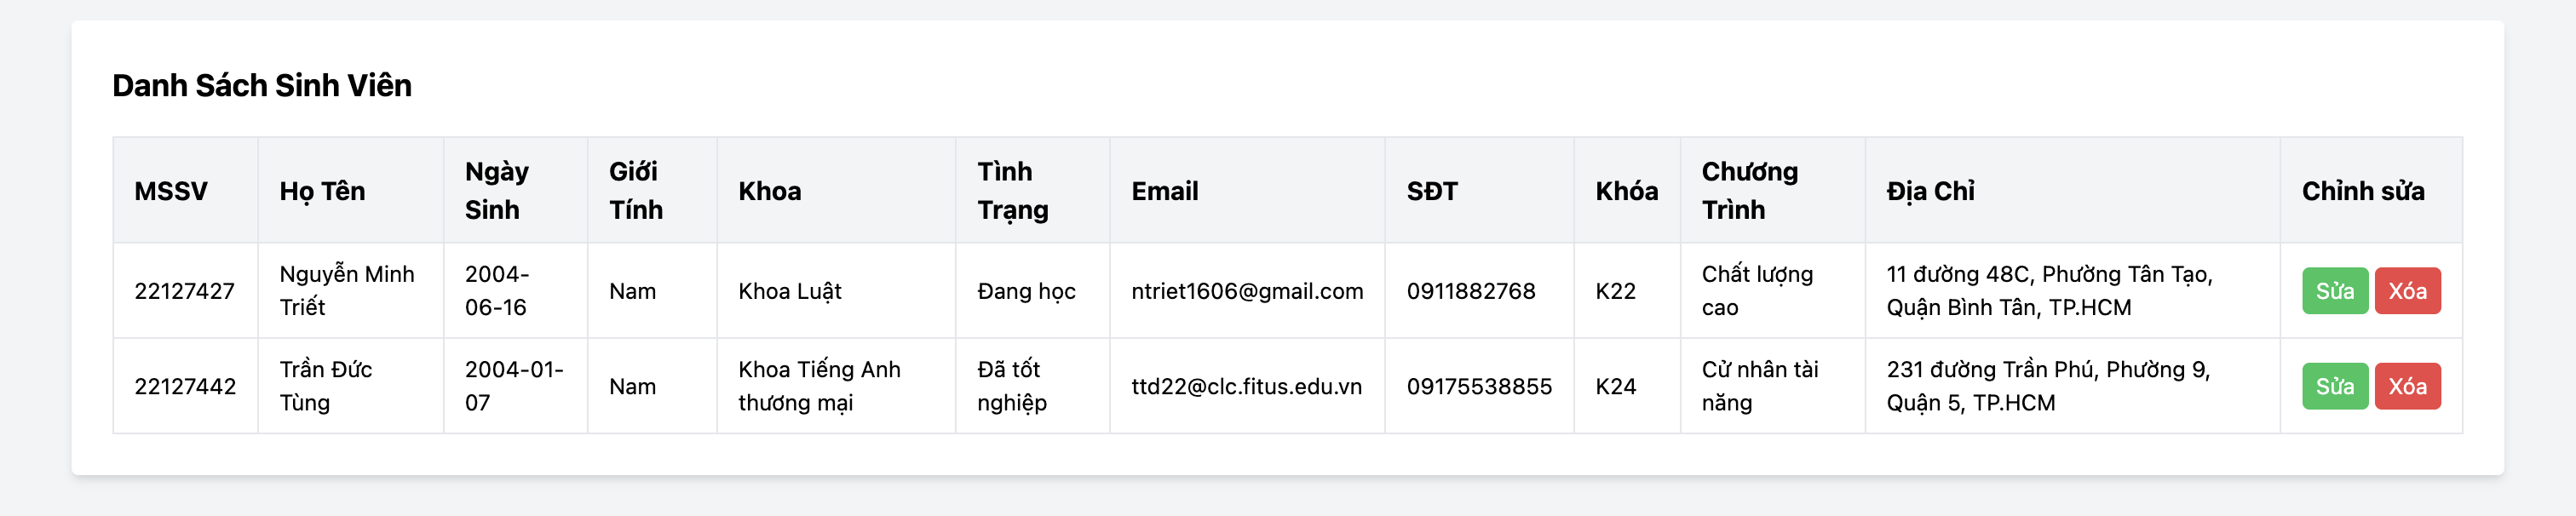 Danh Sách Sinh Viên
MSSV
Họ Tên
Ngày
Sinh
Giới
Tính
Khoa
Tình
Trạng
Email
SĐT
Khóa
Chương
Trình
Địa Chỉ
Chỉnh sửa
22127427
Nguyễn Minh
Triết
2004-
06-16
Nam
Khoa Luật
Đang học
ntriet1606@gmail.com
0911882768
K22
Chất lượng
cao
11 đường 48C, Phường Tân Tạo,
Quận Bình Tân, TP.HCM
Sửa
Xóa
22127442
Trần Đức
Tùng
2004-01-
07
Nam
Khoa Tiếng Anh
thương mại
Đã tốt
nghiệp
ttd22@clc.fitus.edu.vn
09175538855
K24
Cử nhân tài
năng
231 đường Trần Phú, Phường 9,
Quận 5, TP.HCM
Sửa
Xóa